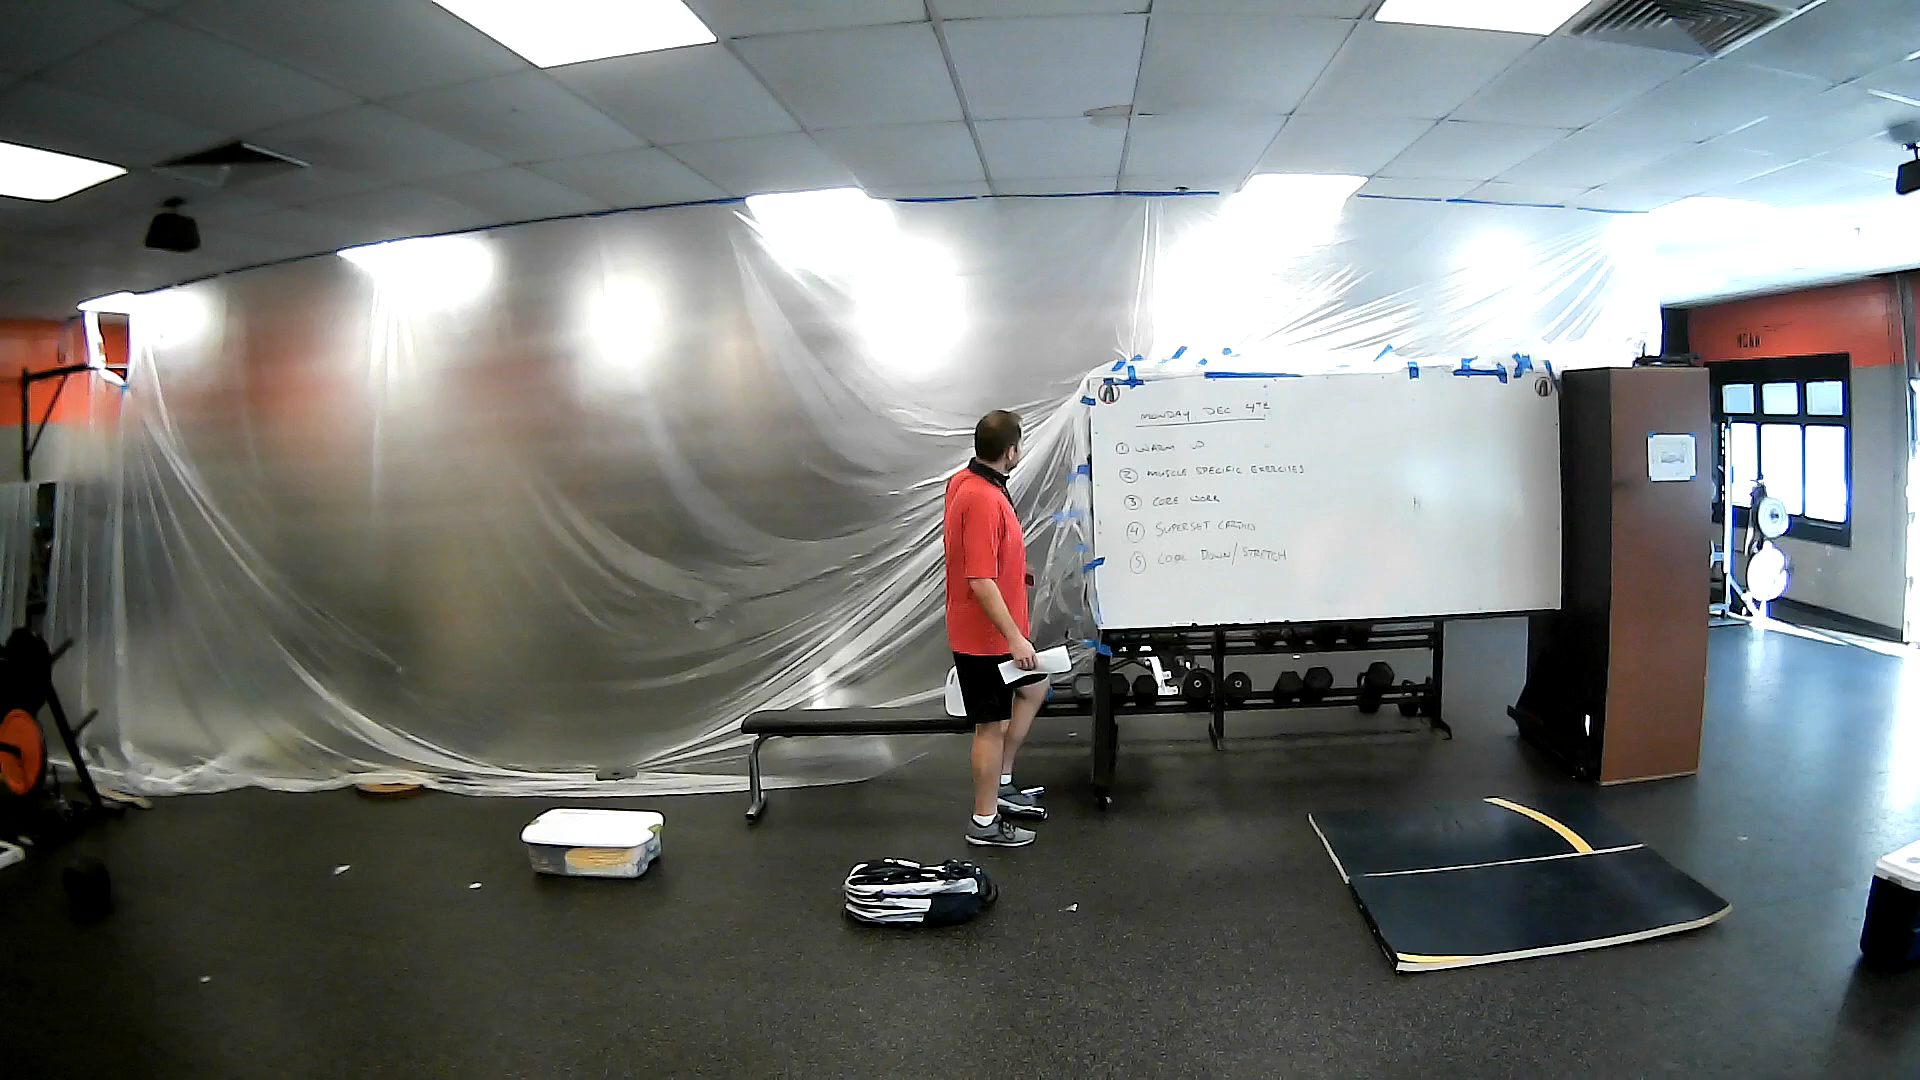 MONDAY DEC 4TH
① WARM UP
② MUSCLE SPECIFIC EXERCISES
③ CORE WORK
④ SUPERSET CARDIO
⑤ COOL DOWN/STRETCH